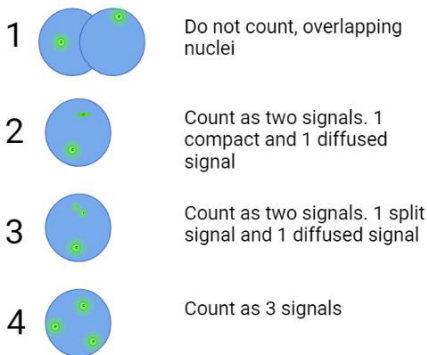 1
Do not count, overlapping
nuclei
2
Count as two signals. 1
compact and 1 diffused
signal
3
Count as two signals. 1 split
signal and 1 diffused signal
4
Count as 3 signals